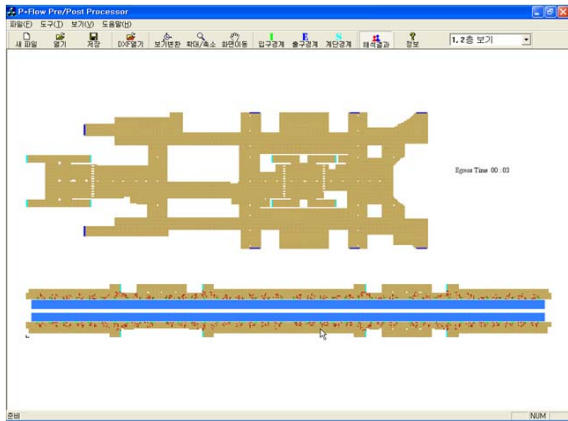 P+Flow Pre/Post Processor
파일(F) 도구(T) 보기(V) 도움말(H)
새 파일 열기 저장 DXF열기 보기변환 확대/축소 화면이동 입구경계 출구경계 계단경계 해석결과 정보 1, 2층 보기
Egress Time 00 : 03
준비 NUM